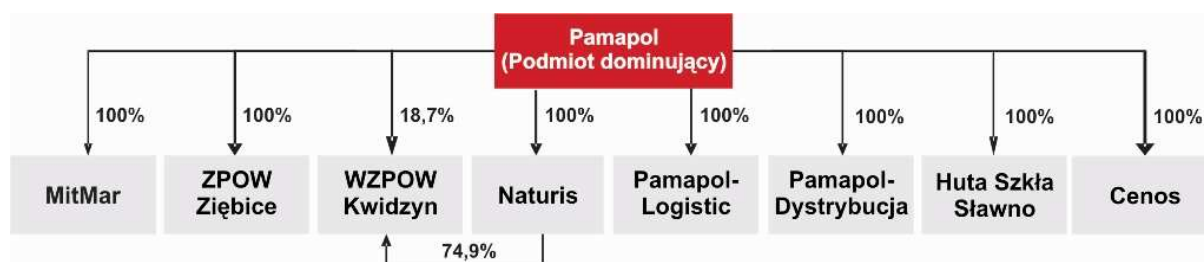 Pamapol
(Podmiot dominujący)
100%
100%
18,7%
100%
100%
100%
100%
100%
MitMar
ZPOW
Ziębice
WZPOW
Kwidzyn
Naturis
Pamapol-
Logistic
Pamapol-
Dystrybucja
Huta Szkła
Sławno
Cenos
74,9%